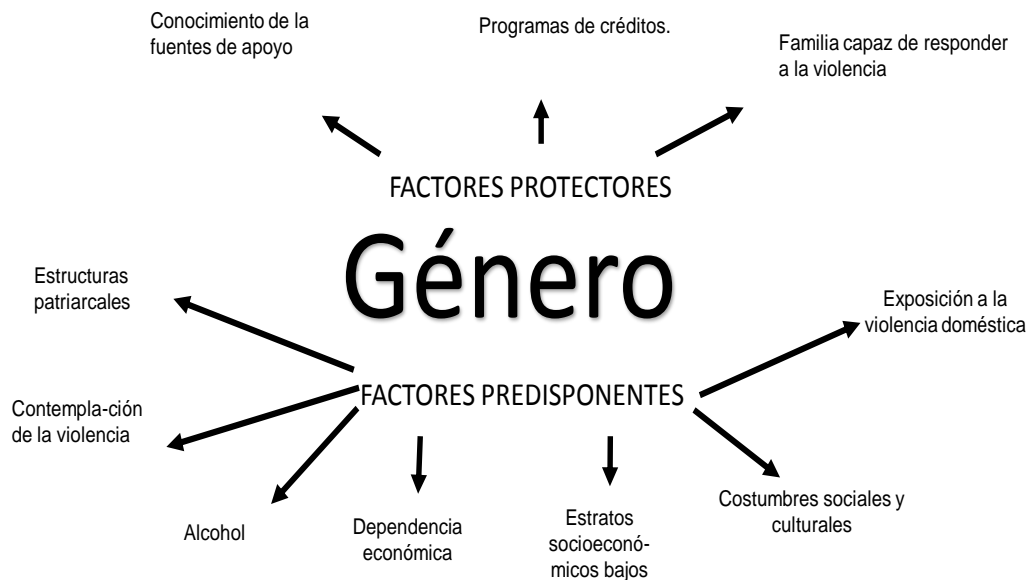 Conocimiento de la
fuentes de apoyo
Programas de créditos.
Familia capaz de responder
a la violencia
FACTORES PROTECTORES
Género
Estructuras
patriarcales
Exposición a la
violencia doméstica
FACTORES PREDISPONENTES
Contempla-ción
de la violencia
Alcohol
Dependencia
económica
Estratos
socioeconó-
micos bajos
Costumbres sociales y
culturales